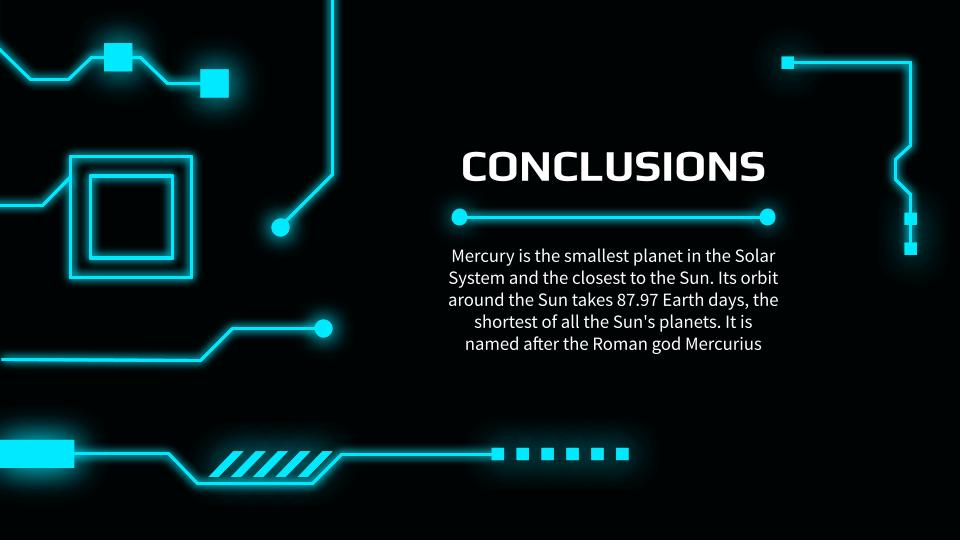 CONCLUSIONS
Mercury is the smallest planet in the Solar
System and the closest to the Sun. Its orbit
around the Sun takes 87.97 Earth days, the
shortest of all the Sun's planets. It is
named after the Roman god Mercurius